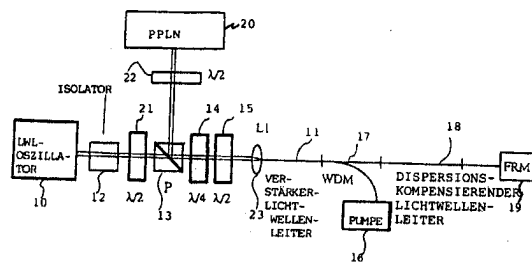 20
PPLN
22
λ/2
ISOLATOR
21
14
15
LWL-
OSZILLA-
TOR
10
12
λ/2
P
13
λ/4
λ/2
L1
23
11
VER-
STÄRKER-
LICHT-
WELLEN-
LEITER
WDM
17
PUMPE
16
18
DISPERSIONS-
KOMPENSIERENDER
LICHTWELLEN-
LEITER
FRM
19